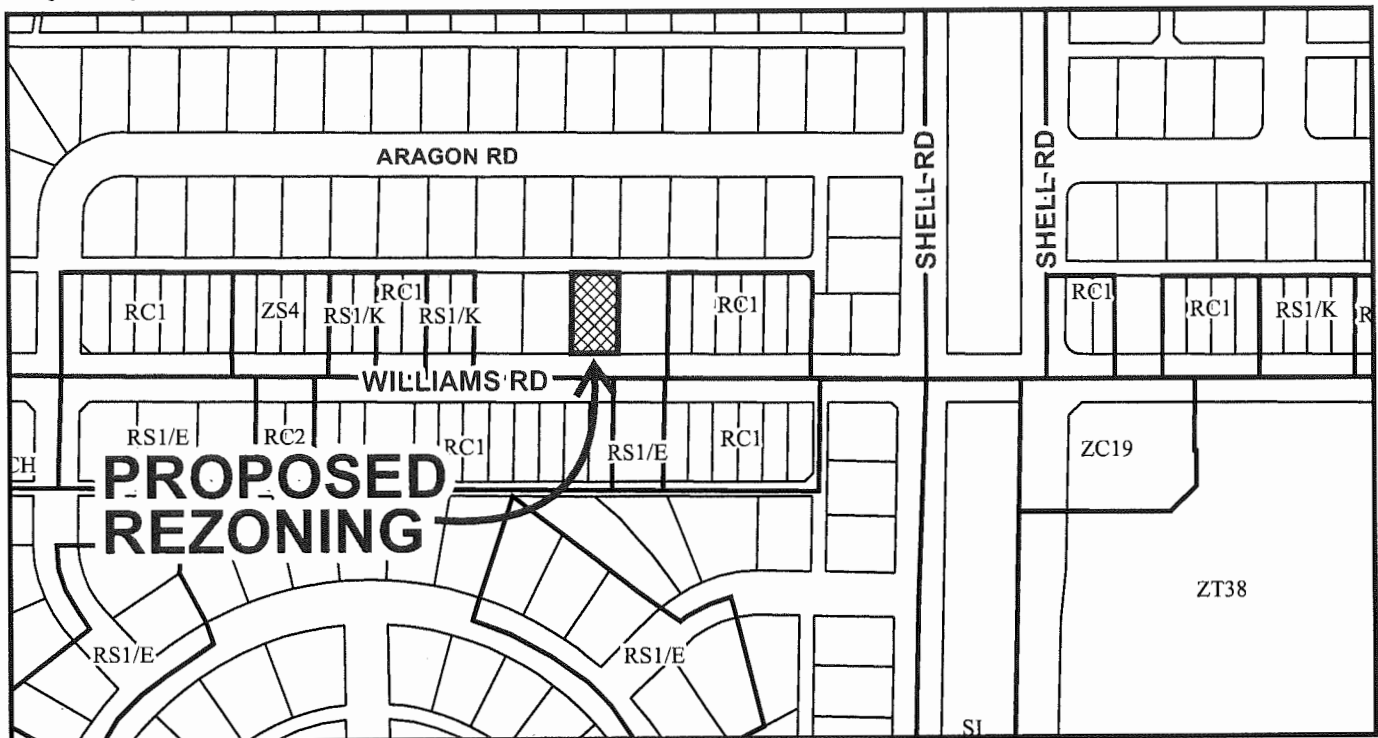 ARAGON RD
SHELL RD
SHELL RD
RC1
ZS4
RS1/K
RC1
RS1/K
RC1
RC1
RC1
RS1/K
WILLIAMS RD
RS1/E
RC2
RC1
RS1/E
RC1
ZC19
CH
PROPOSED
REZONING
ZT38
RS1/E
RS1/E
SI